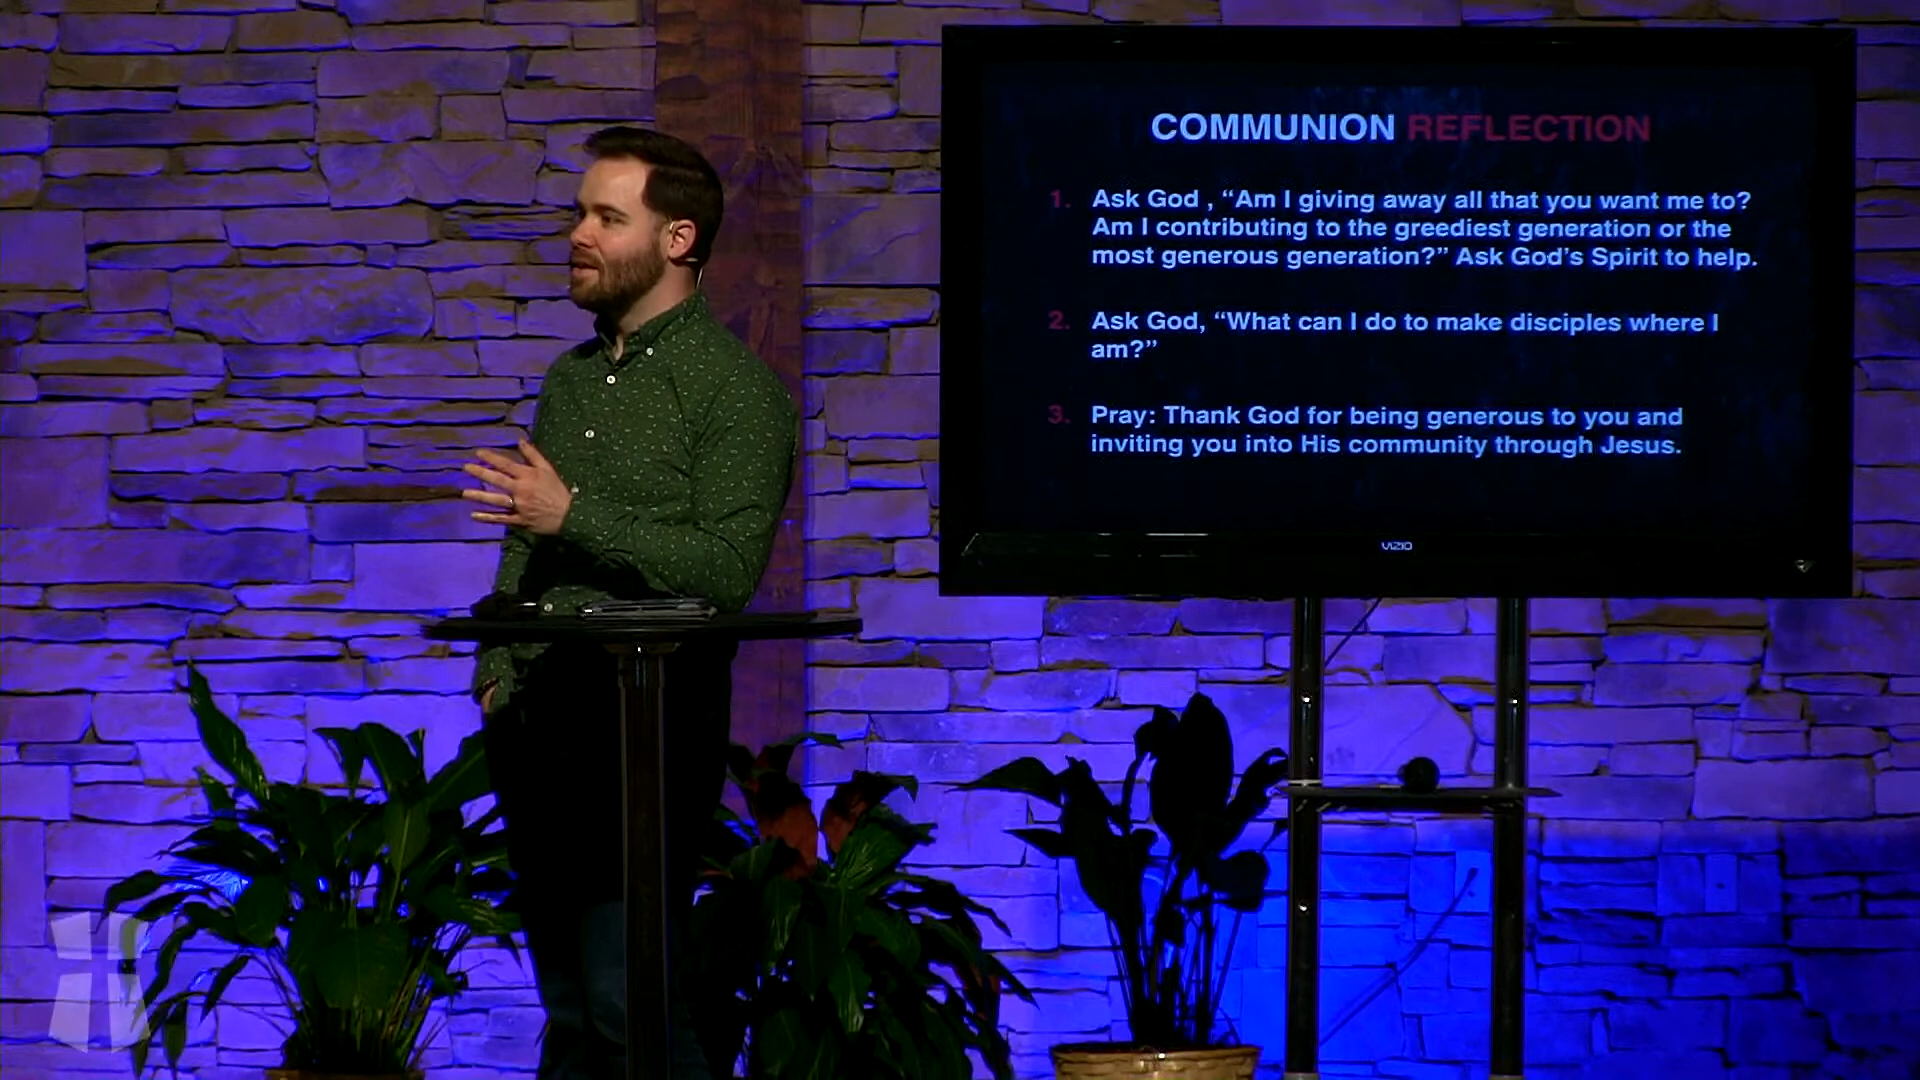 COMMUNION REFLECTION
1. Ask God , “Am I giving away all that you want me to?
Am I contributing to the greediest generation or the
most generous generation?” Ask God’s Spirit to help.
2. Ask God, “What can I do to make disciples where I
am?”
3. Pray: Thank God for being generous to you and
inviting you into His community through Jesus.
VIZIO